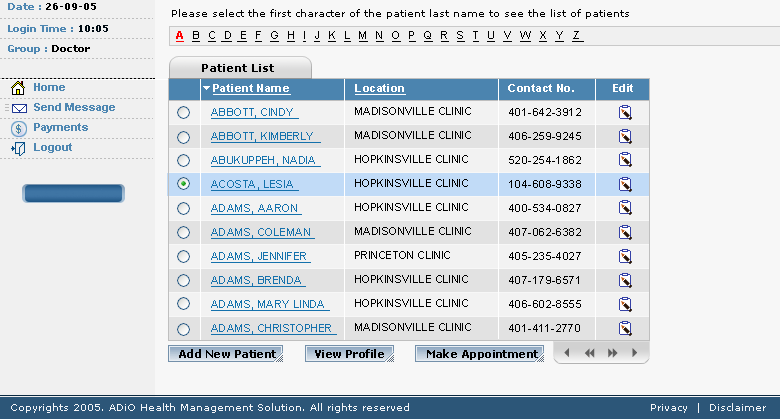 Date : 26-09-05
Login Time : 10:05
Group : Doctor
Home
Send Message
Payments
Logout
Please select the first character of the patient last name to see the list of patients
A B C D E F G H I J K L M N O P Q R S T U V W X Y Z
Patient List
Patient Name Location Contact No. Edit
ABBOTT, CINDY MADISONVILLE CLINIC 401-642-3912
ABBOTT, KIMBERLY MADISONVILLE CLINIC 406-259-9245
ABUKUPPEH, NADIA HOPKINSVILLE CLINIC 520-254-1862
ACOSTA, LESIA HOPKINSVILLE CLINIC 104-608-9338
ADAMS, AARON HOPKINSVILLE CLINIC 400-534-0827
ADAMS, COLEMAN MADISONVILLE CLINIC 407-062-6382
ADAMS, JENNIFER PRINCETON CLINIC 405-235-4027
ADAMS, BRENDA HOPKINSVILLE CLINIC 407-179-6571
ADAMS, MARY LINDA HOPKINSVILLE CLINIC 406-602-8555
ADAMS, CHRISTOPHER MADISONVILLE CLINIC 401-411-2770
Add New Patient View Profile Make Appointment
Copyrights 2005. ADiO Health Management Solution. All rights reserved Privacy | Disclaimer